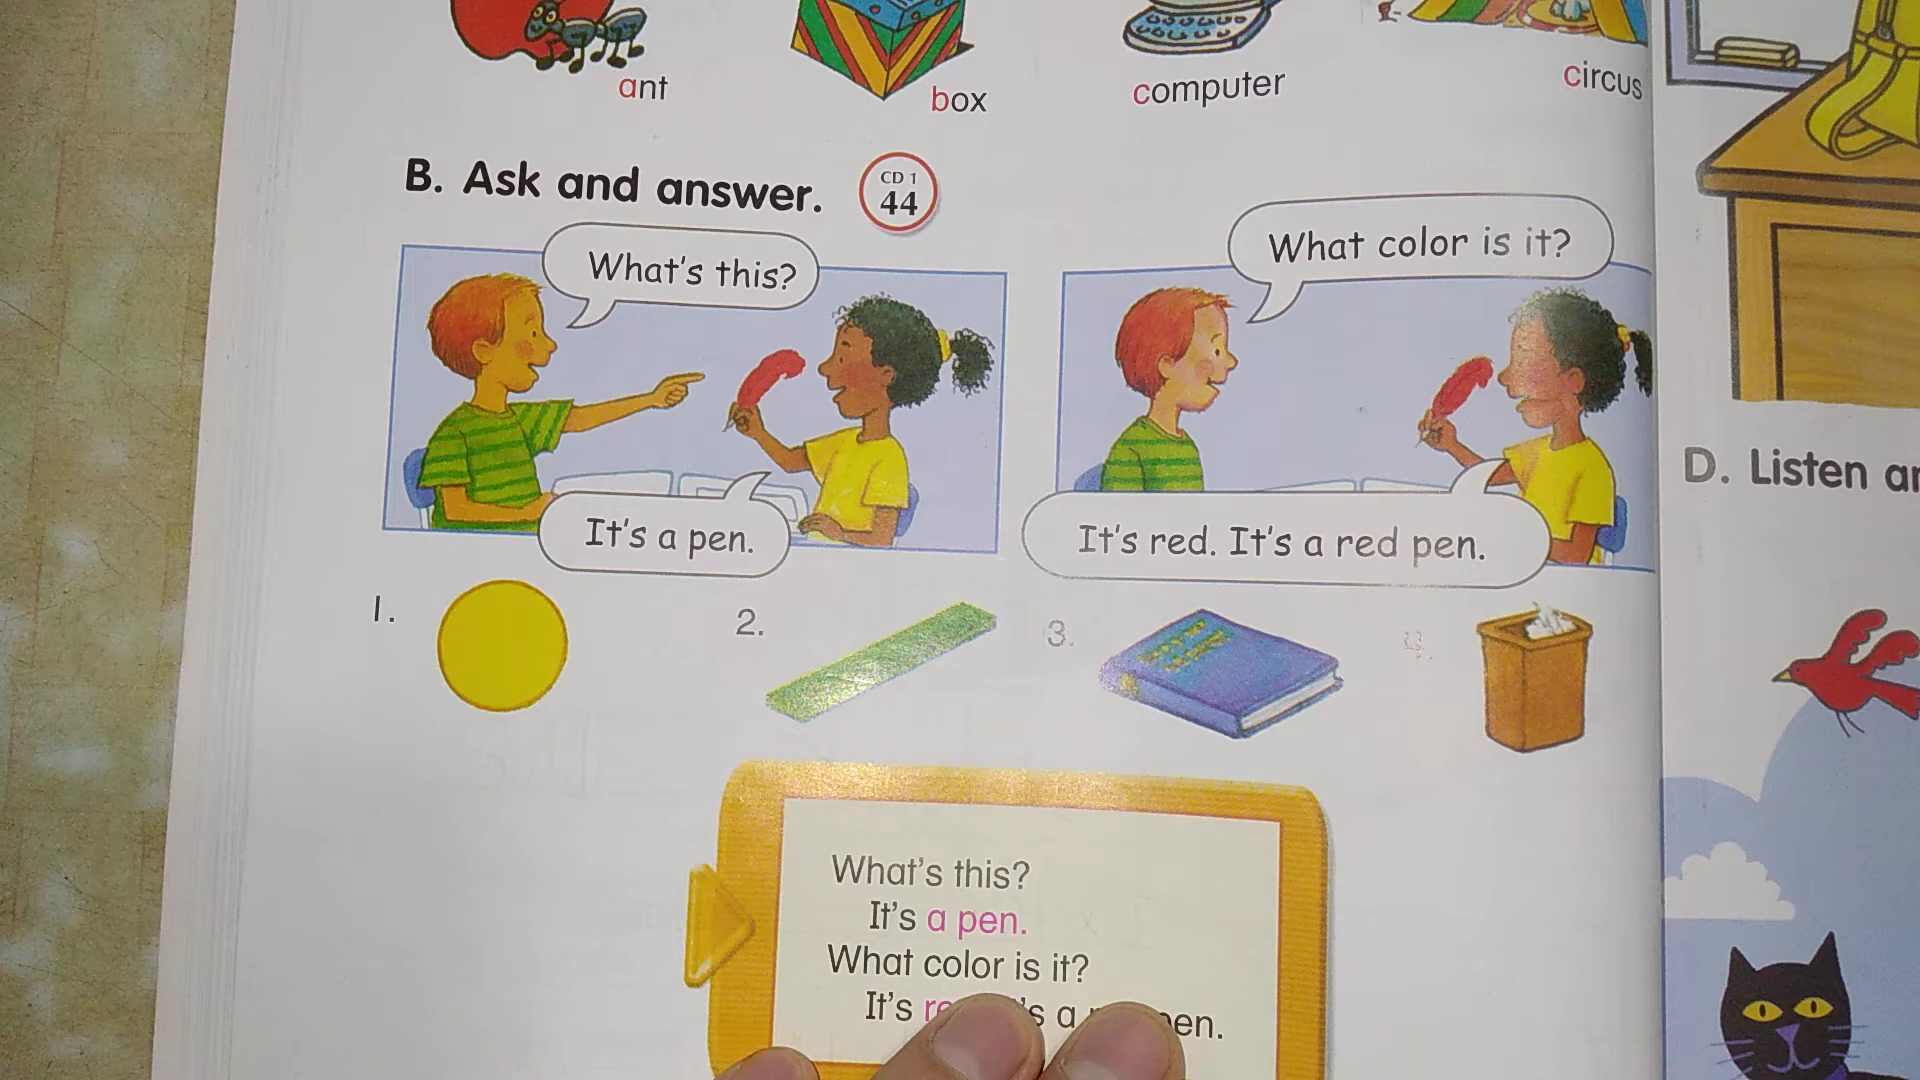 ant
box
computer
circus
B. Ask and answer.
CD 1
44
What's this?
What color is it?
It's a pen.
It's red. It's a red pen.
1.
2.
3.
4.
What's this?
It's a pen.
What color is it?
It's
D. Listen